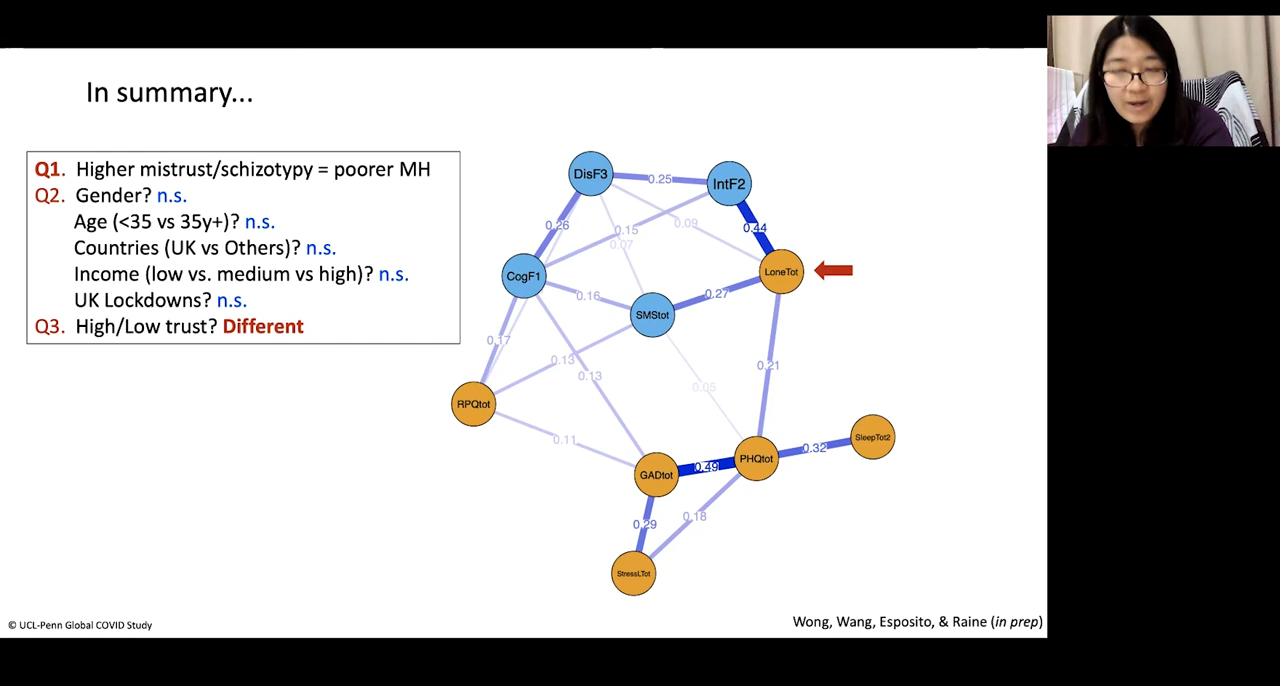 In summary...
Q1. Higher mistrust/schizotypy = poorer MH
Q2. Gender? n.s.
Age (<35 vs 35y+)? n.s.
Countries (UK vs Others)? n.s.
Income (low vs. medium vs high)? n.s.
UK Lockdowns? n.s.
Q3. High/Low trust? Different
DisF3
0.25
IntF2
0.26
0.15
0.09
0.07
0.44
CogF1
LoneTot
0.16
0.27
SMStot
0.17
0.13
0.13
0.05
0.21
RPQtot
0.11
GADtot
0.49
PHQtot
0.32
SleepTot2
0.29
0.18
StressLTot
© UCL-Penn Global COVID Study
Wong, Wang, Esposito, & Raine (in prep)